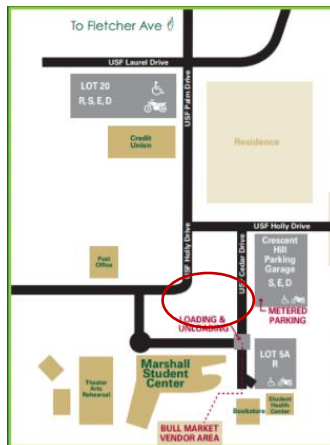 To Fletcher Ave
USF Laurel Drive
LOT 20
R, S, E, D
USF Palm Drive
Credit
Union
Residence
USF Holly Drive
USF Holly Drive
USF Cedar Drive
Crescent
Hill
Parking
Garage
S, E, D
Post
Office
METERED
PARKING
LOADING &
UNLOADING
LOT 5A
R
Marshall
Student
Center
Theater
Arts
Rehearsal
Bookstore
Student
Health
Center
BULL MARKET
VENDOR AREA